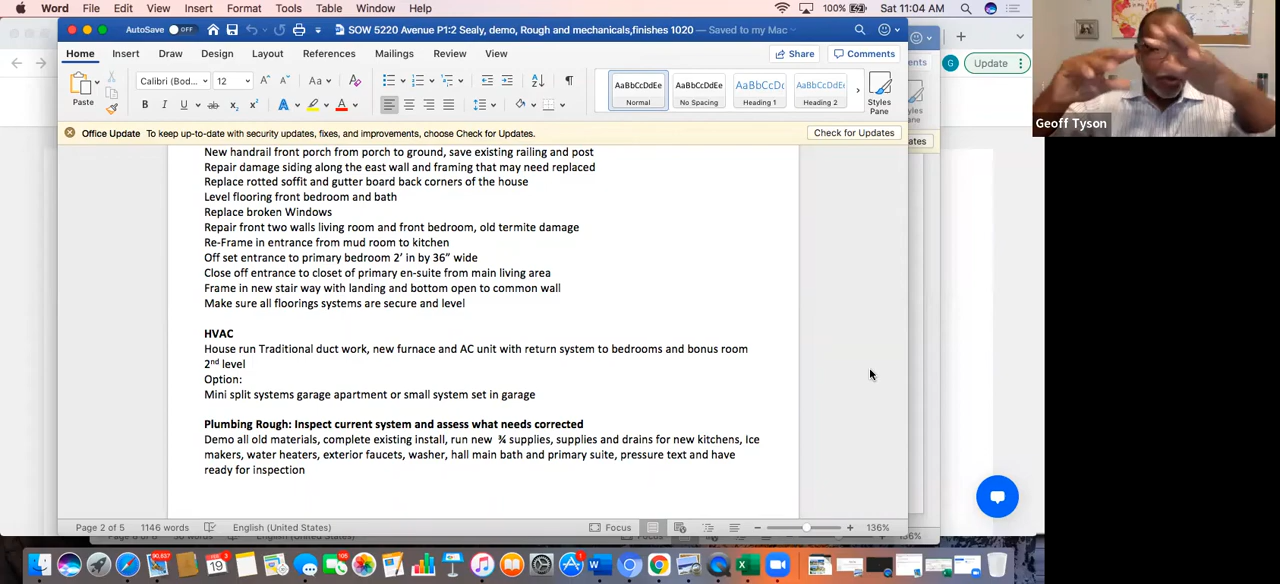 Word File Edit View Insert Format Tools Table Window Help 100% Sat 11:04 AM
AutoSave OFF SOW 5220 Avenue P1:2 Sealy, demo, Rough and mechanicals,finishes 1020 — Saved to my Mac
Home Insert Draw Design Layout References Mailings Review View Share Comments
Paste Calibri (Bod... 12 AaBbCcDdEe Normal AaBbCcDdEe No Spacing AaBbCcDc Heading 1 AaBbCcDdEe Heading 2 Styles Pane
G Update
Office Update To keep up-to-date with security updates, fixes, and improvements, choose Check for Updates. Check for Updates
New handrail front porch from porch to ground, save existing railing and post
Repair damage siding along the east wall and framing that may need replaced
Replace rotted soffit and gutter board back corners of the house
Level flooring front bedroom and bath
Replace broken Windows
Repair front two walls living room and front bedroom, old termite damage
Re-Frame in entrance from mud room to kitchen
Off set entrance to primary bedroom 2' in by 36" wide
Close off entrance to closet of primary en-suite from main living area
Frame in new stair way with landing and bottom open to common wall
Make sure all floorings systems are secure and level
HVAC
House run Traditional duct work, new furnace and AC unit with return system to bedrooms and bonus room
2nd level
Option:
Mini split systems garage apartment or small system set in garage
Plumbing Rough: Inspect current system and assess what needs corrected
Demo all old materials, complete existing install, run new ¾ supplies, supplies and drains for new kitchens, Ice
makers, water heaters, exterior faucets, washer, hall main bath and primary suite, pressure text and have
ready for inspection
Page 2 of 5 1146 words English (United States) Focus 136%
Geoff Tyson